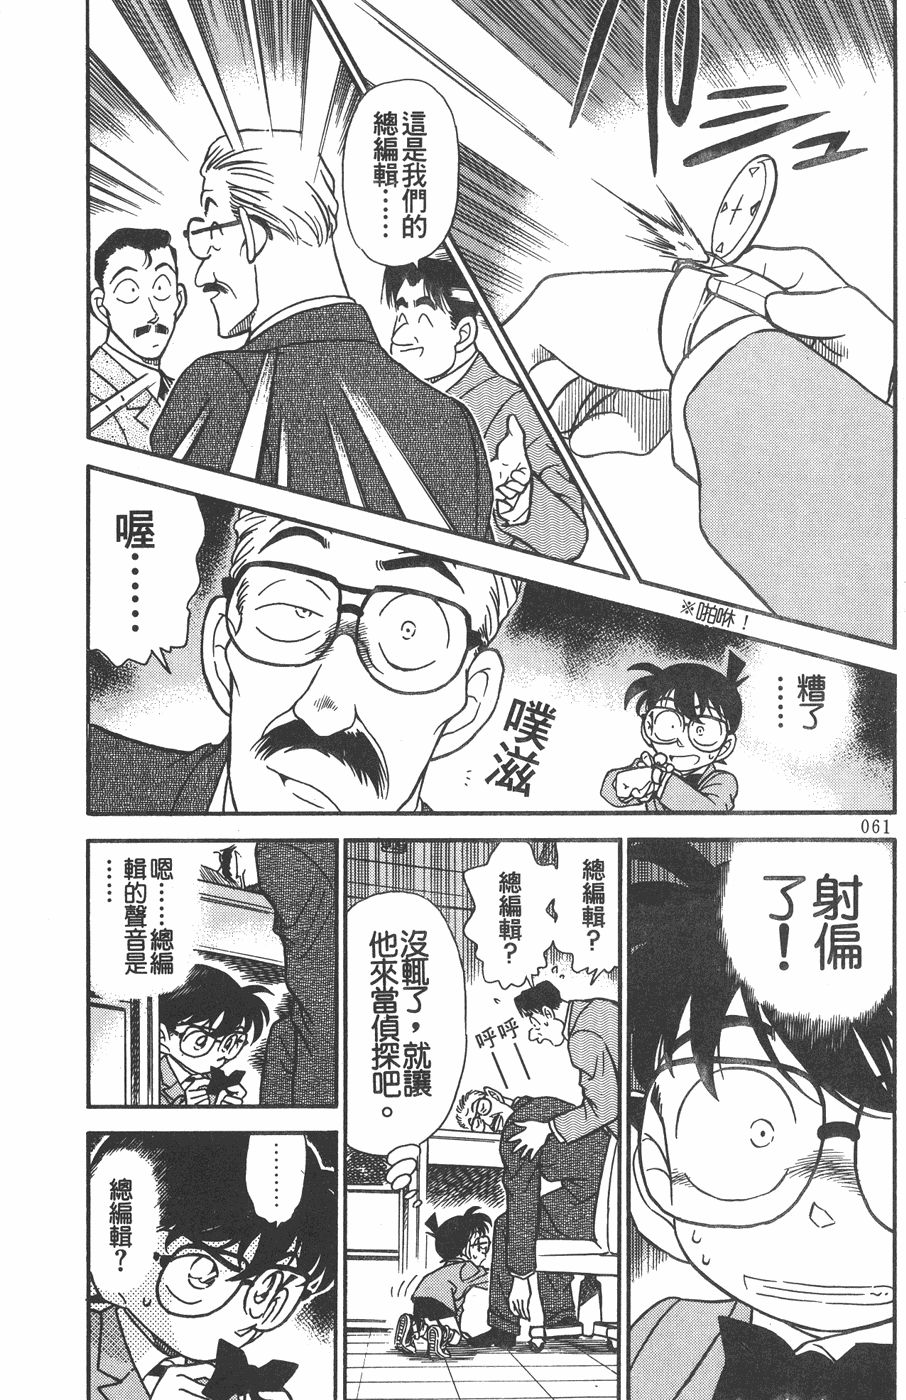 ※啪咻！
這是我們的
總編輯……
糟了
……
噗滋
喔……
061
射偏
了！
總編輯？
總編輯？
呼呼
沒輒了，就讓
他來當偵探吧。
嗯……總編
輯的聲音是
……
……
總編輯？